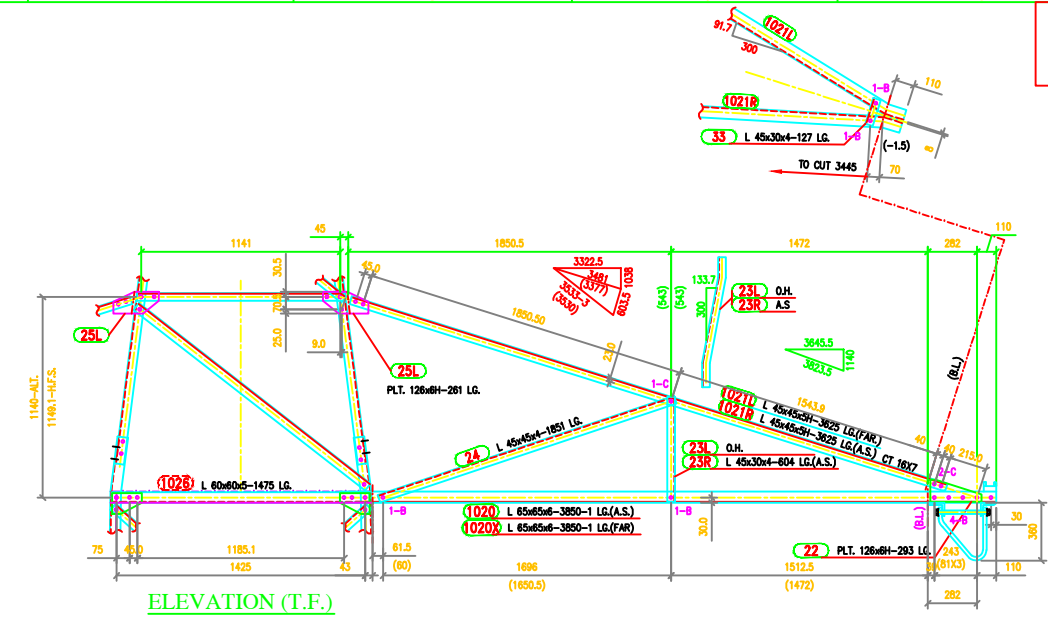 1021L
91.7
300
1-B
110
1021R
33 L 45x30x4-127 LG.
1-B
(-1.5)
8
TO CUT 3445
70
45
110
1141
1850.5
1472
282
30.5
70.5
25.0
45.0
3322.5
3481
(3377)
3533-3
(3530)
1038
603.5
(543)
(543)
133.7
300
23L O.H.
23R A.S
1850.50
23.0
3645.5
3823.5
1140
(B.L.)
25L
9.0
25L
PLT. 126x6H-261 LG.
1140-ALT.
1149.1-H.F.S.
1-C
1021L L 45x45x5H-3625 LG.(FAR.)
1021R L 45x45x5H-3625 LG.(A.S.) CT 16X7
1543.9
40
40
215.0
2-C
24 L 45x45x4-1851 LG.
23L O.H.
23R L 45x30x4-604 LG.(A.S.)
1026 L 60x60x5-1475 LG.
1-B
1020 L 65x65x6-3850-1 LG.(A.S.)
1020X L 65x65x6-3850-1 LG.(FAR)
1-B
30.0
(B.L.)
4-B
30
360
22 PLT. 126x6H-293 LG.
75
45.0
1185.1
61.5
(60)
243
(81X3)
1425
43
1696
(1650.5)
1512.5
(1472)
110
282
ELEVATION (T.F.)